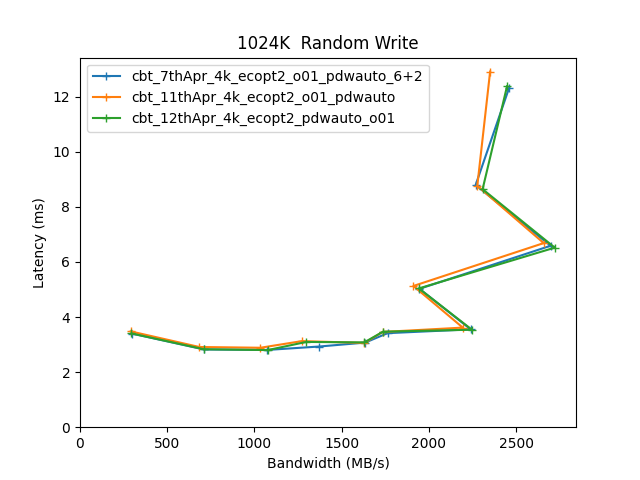 1024K  Random Write
cbt_7thApr_4k_ecopt2_o01_pdwauto_6+2
cbt_11thApr_4k_ecopt2_o01_pdwauto
cbt_12thApr_4k_ecopt2_pdwauto_o01
Latency (ms)
12
10
8
6
4
2
0
0 500 1000 1500 2000 2500
Bandwidth (MB/s)